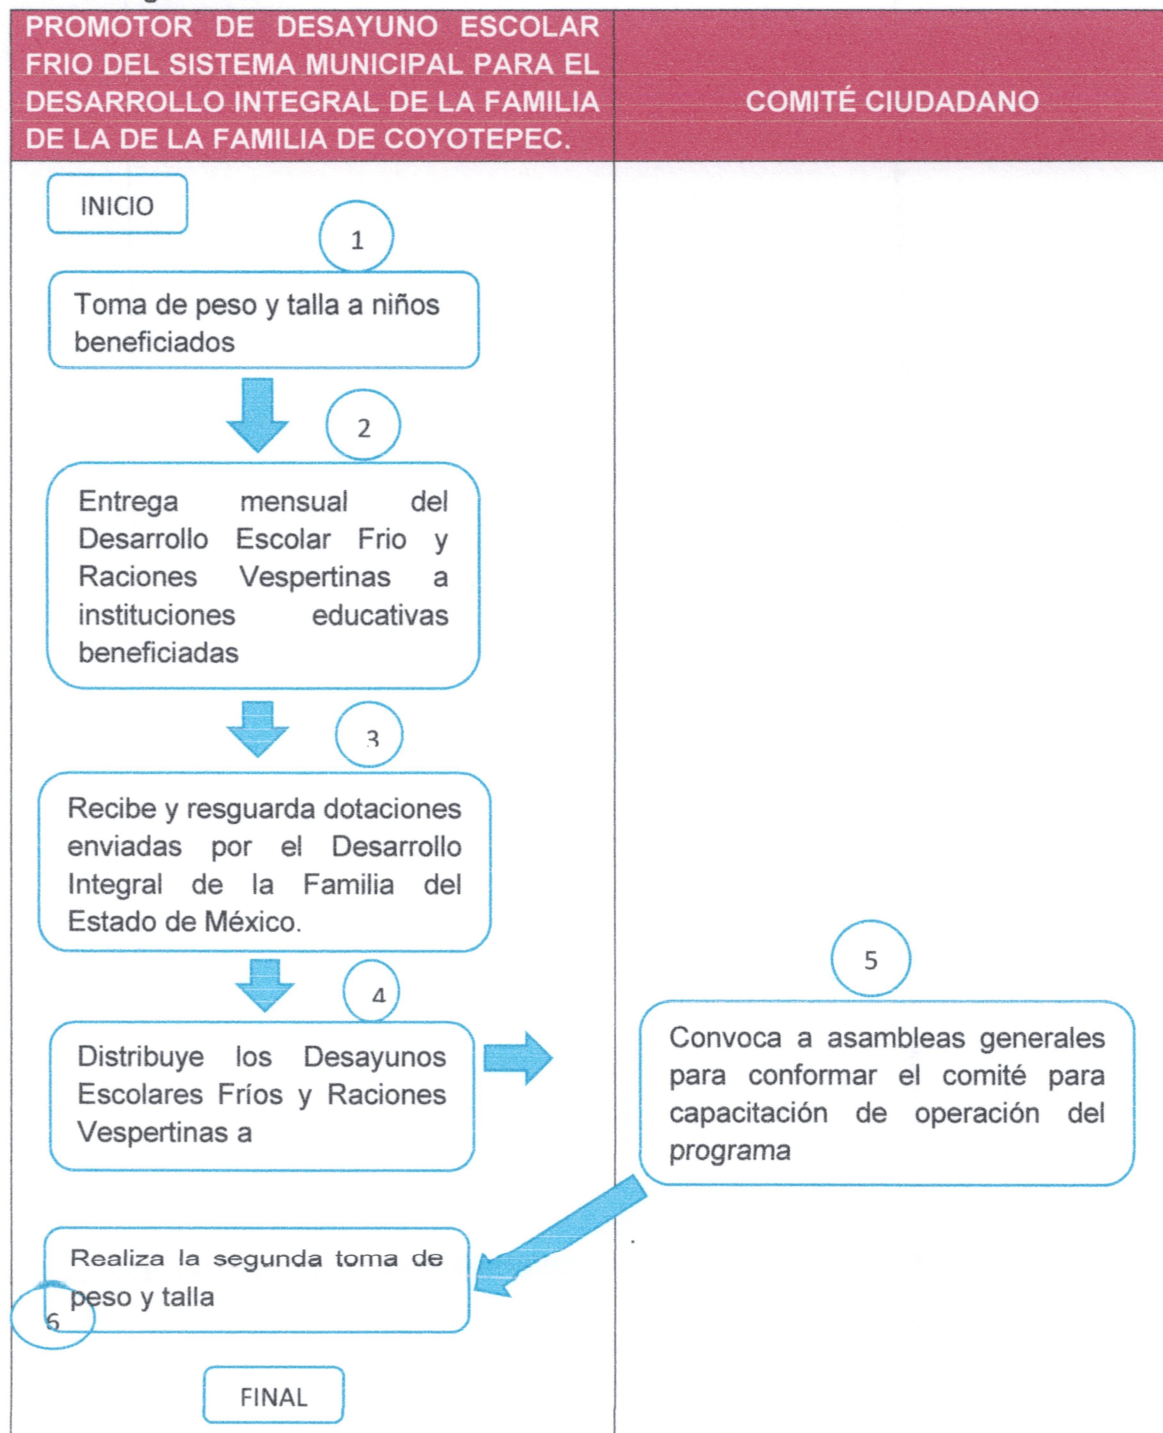 PROMOTOR DE DESAYUNO ESCOLAR
FRIO DEL SISTEMA MUNICIPAL PARA EL
DESARROLLO INTEGRAL DE LA FAMILIA
DE LA DE LA FAMILIA DE COYOTEPEC.
COMITÉ CIUDADANO
INICIO
1
Toma de peso y talla a niños
beneficiados
2
Entrega mensual del
Desarrollo Escolar Frio y
Raciones Vespertinas a
instituciones educativas
beneficiadas
3
Recibe y resguarda dotaciones
enviadas por el Desarrollo
Integral de la Familia del
Estado de México.
4
Distribuye los Desayunos
Escolares Fríos y Raciones
Vespertinas a
5
Convoca a asambleas generales
para conformar el comité para
capacitación de operación del
programa
Realiza la segunda toma de
peso y talla
6
FINAL